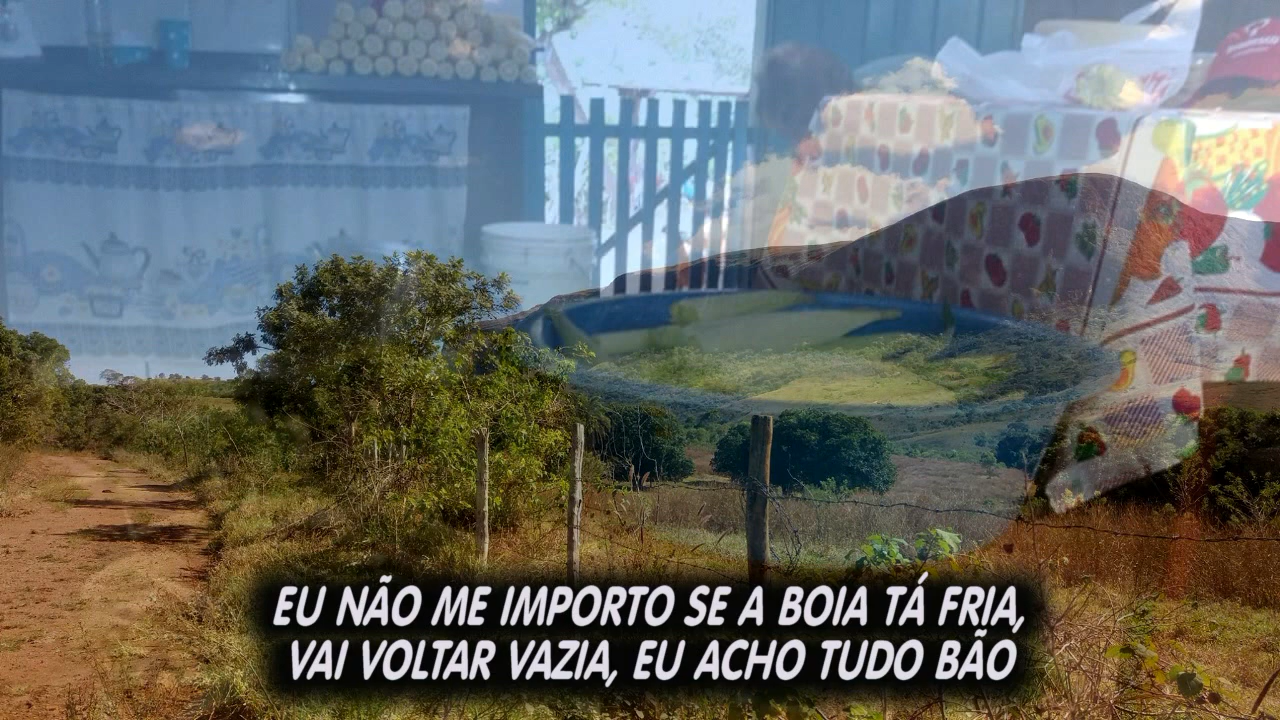 EU NÃO ME IMPORTO SE A BOIA TÁ FRIA,
VAI VOLTAR VAZIA, EU ACHO TUDO BÃO